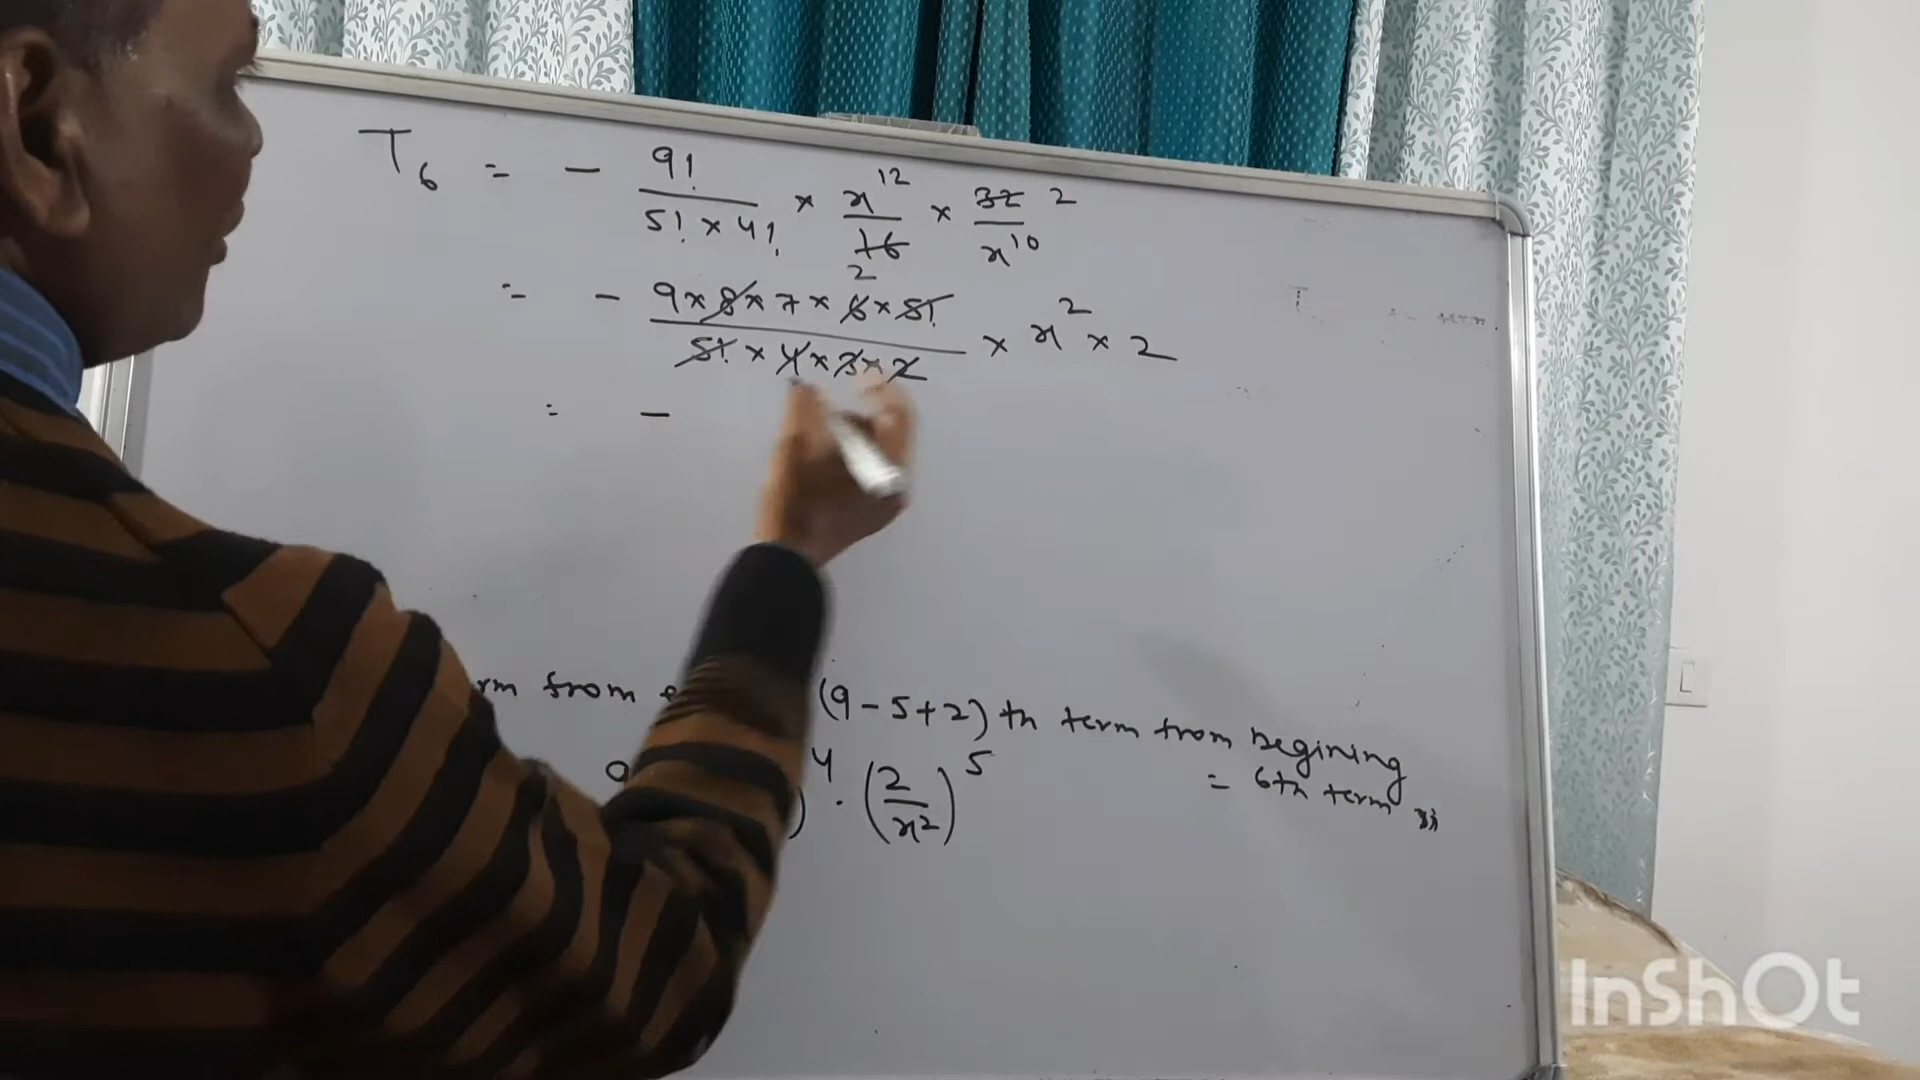 T6 = - 9! / 5! × 4! × x^12 / 16 × 32 2 / x^10
= - 9 × 8 × 7 × 6 2 × 5! / 5! × 4 × 3 × 2 × x^2 × 2
= -
rm from (9-5+2)th term from begining
= 6th term
9 )^4 · (2/x^2)^5
InShOt